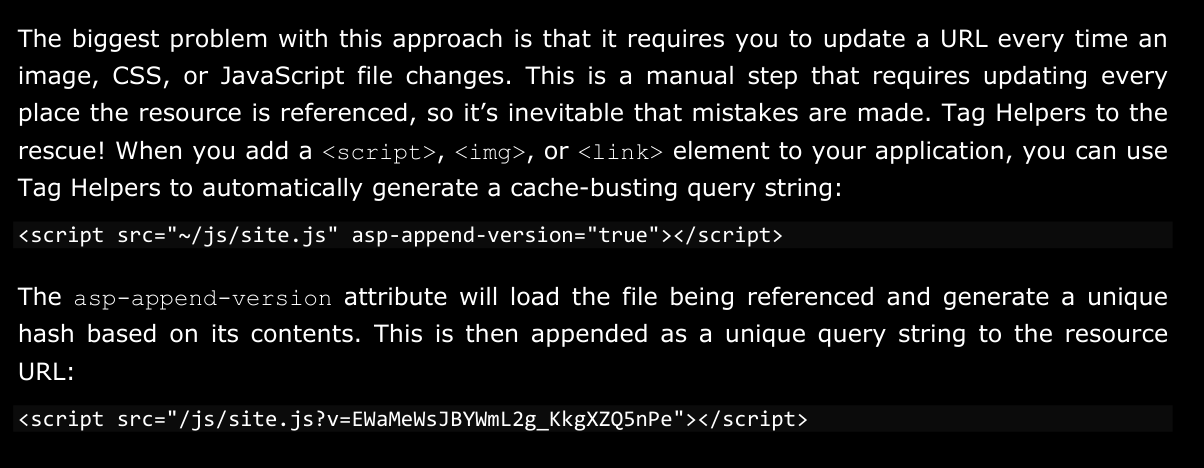 The biggest problem with this approach is that it requires you to update a URL every time an
image, CSS, or JavaScript file changes. This is a manual step that requires updating every
place the resource is referenced, so it’s inevitable that mistakes are made. Tag Helpers to the
rescue! When you add a <script>, <img>, or <link> element to your application, you can use
Tag Helpers to automatically generate a cache-busting query string:
<script src="~/js/site.js" asp-append-version="true"></script>
The asp-append-version attribute will load the file being referenced and generate a unique
hash based on its contents. This is then appended as a unique query string to the resource
URL:
<script src="/js/site.js?v=EWaMeWsJBYWmL2g_KkgXZQ5nPe"></script>